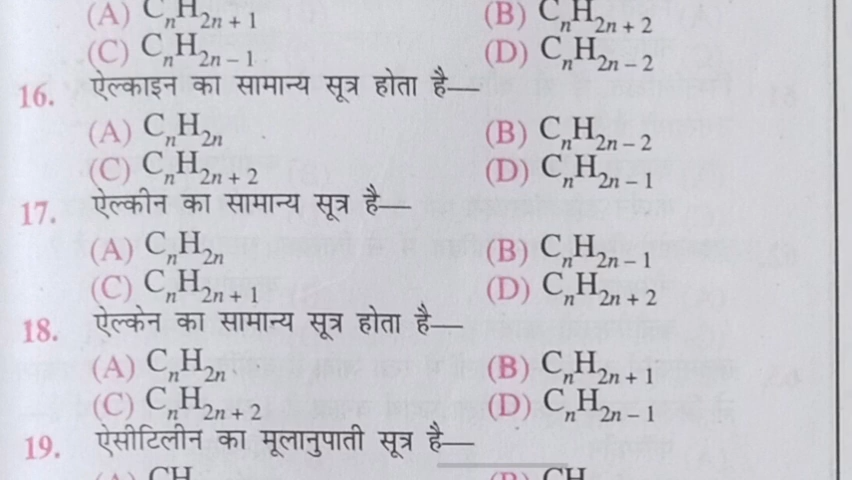 (A) CₙH₂ₙ₊₁ (B) CₙH₂ₙ₊₂
(C) CₙH₂ₙ₋₁ (D) CₙH₂ₙ₋₂
16. ऐल्काइन का सामान्य सूत्र होता है—
(A) CₙH₂ₙ (B) CₙH₂ₙ₋₂
(C) CₙH₂ₙ₊₂ (D) CₙH₂ₙ₋₁
17. ऐल्कीन का सामान्य सूत्र है—
(A) CₙH₂ₙ (B) CₙH₂ₙ₋₁
(C) CₙH₂ₙ₊₁ (D) CₙH₂ₙ₊₂
18. ऐल्केन का सामान्य सूत्र होता है—
(A) CₙH₂ₙ (B) CₙH₂ₙ₊₁
(C) CₙH₂ₙ₊₂ (D) CₙH₂ₙ₋₁
19. ऐसीटिलीन का मूलानुपाती सूत्र है—
(A) CH (B) CH